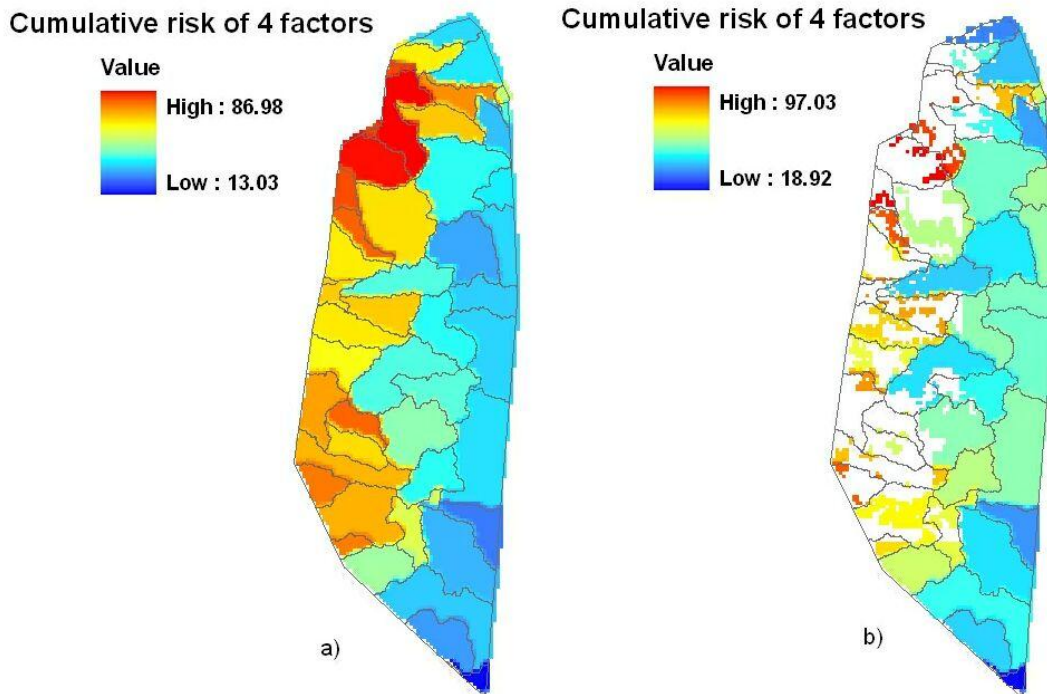 Cumulative risk of 4 factors
Value
High : 86.98
Low : 13.03
a)
Cumulative risk of 4 factors
Value
High : 97.03
Low : 18.92
b)